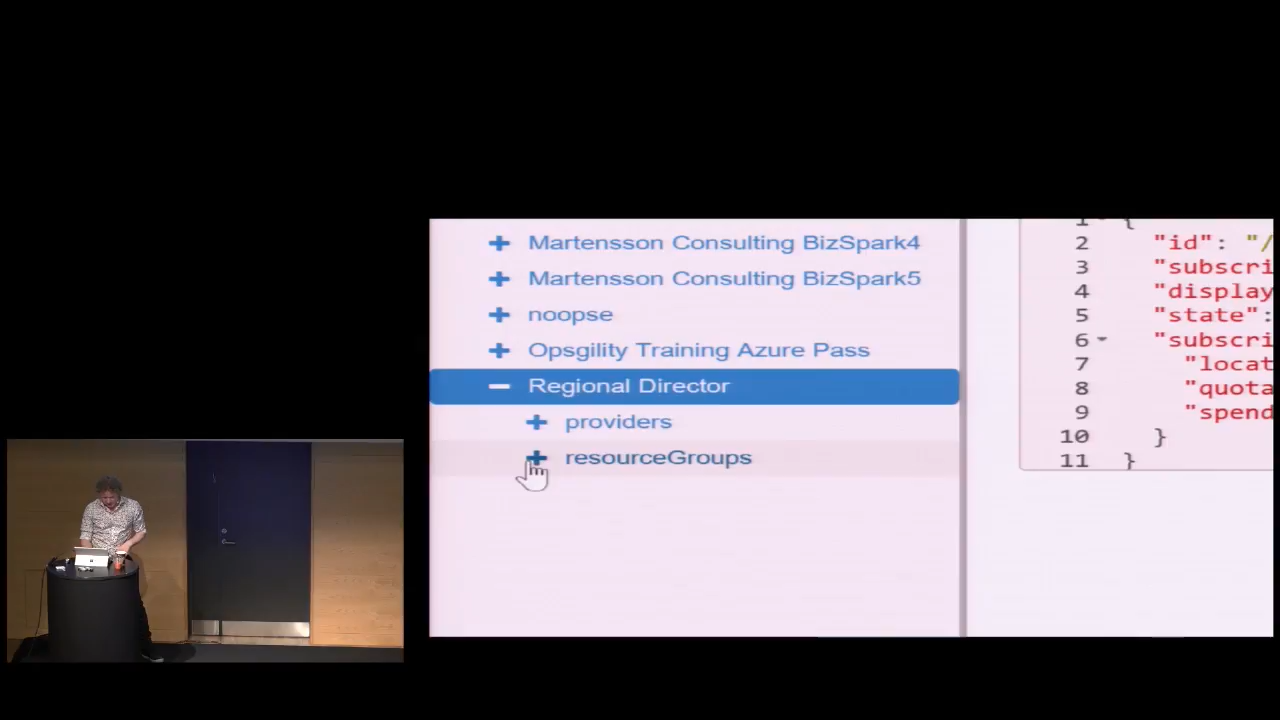 Martensson Consulting BizSpark4
Martensson Consulting BizSpark5
noopse
Opsgility Training Azure Pass
Regional Director
providers
resourceGroups
1 {
2 "id": "/
3 "subscri
4 "display
5 "state":
6 "subscri
7 "locat
8 "quota
9 "spend
10 }
11 }